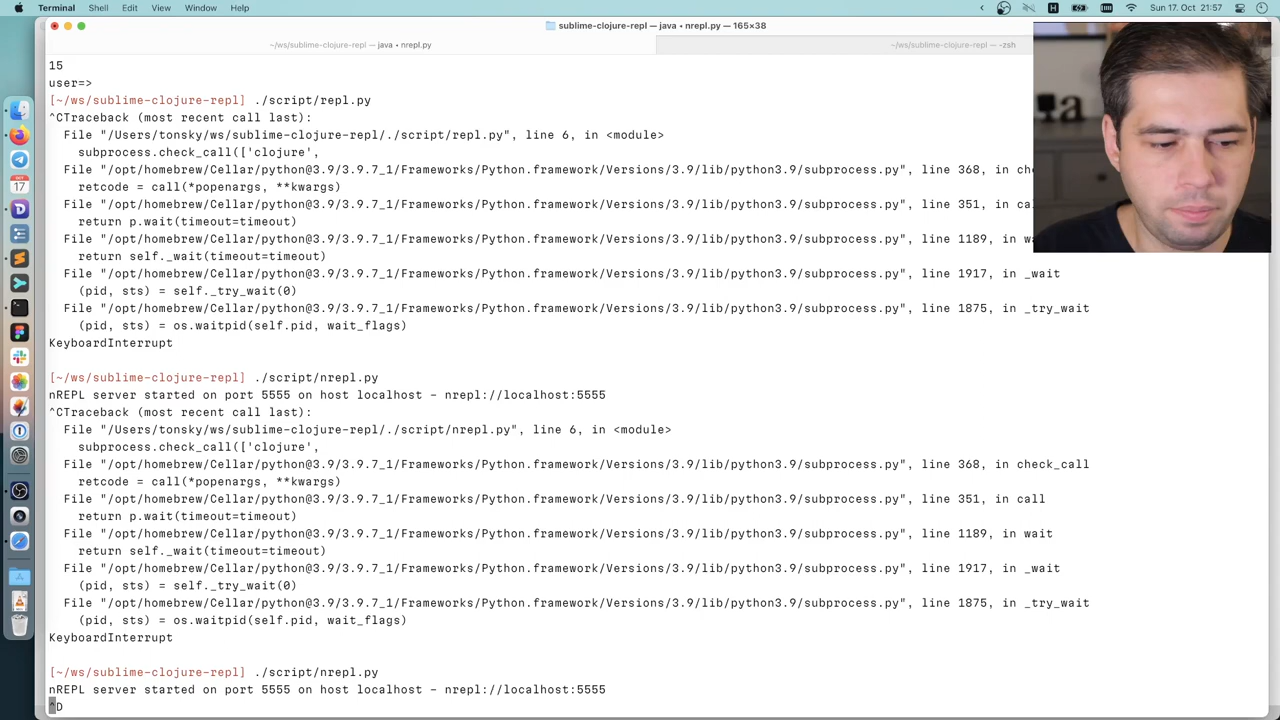 Shell Edit View Window Help
Sun 17. Oct 21:57
sublime-clojure-repl — java • nrepl.py — 165×38
~/ws/sublime-clojure-repl — java • nrepl.py
~/ws/sublime-clojure-repl — -zsh
15
user=>
[~/ws/sublime-clojure-repl] ./script/repl.py
^CTraceback (most recent call last):
File "/Users/tonsky/ws/sublime-clojure-repl/./script/repl.py", line 6, in <module>
subprocess.check_call(['clojure',
File "/opt/homebrew/Cellar/python@3.9/3.9.7_1/Frameworks/Python.framework/Versions/3.9/lib/python3.9/subprocess.py", line 368, in che
retcode = call(*popenargs, **kwargs)
File "/opt/homebrew/Cellar/python@3.9/3.9.7_1/Frameworks/Python.framework/Versions/3.9/lib/python3.9/subprocess.py", line 351, in cal
return p.wait(timeout=timeout)
File "/opt/homebrew/Cellar/python@3.9/3.9.7_1/Frameworks/Python.framework/Versions/3.9/lib/python3.9/subprocess.py", line 1189, in wa
return self._wait(timeout=timeout)
File "/opt/homebrew/Cellar/python@3.9/3.9.7_1/Frameworks/Python.framework/Versions/3.9/lib/python3.9/subprocess.py", line 1917, in _wait
(pid, sts) = self._try_wait(0)
File "/opt/homebrew/Cellar/python@3.9/3.9.7_1/Frameworks/Python.framework/Versions/3.9/lib/python3.9/subprocess.py", line 1875, in _try_wait
(pid, sts) = os.waitpid(self.pid, wait_flags)
KeyboardInterrupt
[~/ws/sublime-clojure-repl] ./script/nrepl.py
nREPL server started on port 5555 on host localhost - nrepl://localhost:5555
^CTraceback (most recent call last):
File "/Users/tonsky/ws/sublime-clojure-repl/./script/nrepl.py", line 6, in <module>
subprocess.check_call(['clojure',
File "/opt/homebrew/Cellar/python@3.9/3.9.7_1/Frameworks/Python.framework/Versions/3.9/lib/python3.9/subprocess.py", line 368, in check_call
retcode = call(*popenargs, **kwargs)
File "/opt/homebrew/Cellar/python@3.9/3.9.7_1/Frameworks/Python.framework/Versions/3.9/lib/python3.9/subprocess.py", line 351, in call
return p.wait(timeout=timeout)
File "/opt/homebrew/Cellar/python@3.9/3.9.7_1/Frameworks/Python.framework/Versions/3.9/lib/python3.9/subprocess.py", line 1189, in wait
return self._wait(timeout=timeout)
File "/opt/homebrew/Cellar/python@3.9/3.9.7_1/Frameworks/Python.framework/Versions/3.9/lib/python3.9/subprocess.py", line 1917, in _wait
(pid, sts) = self._try_wait(0)
File "/opt/homebrew/Cellar/python@3.9/3.9.7_1/Frameworks/Python.framework/Versions/3.9/lib/python3.9/subprocess.py", line 1875, in _try_wait
(pid, sts) = os.waitpid(self.pid, wait_flags)
KeyboardInterrupt
[~/ws/sublime-clojure-repl] ./script/nrepl.py
nREPL server started on port 5555 on host localhost - nrepl://localhost:5555
^D